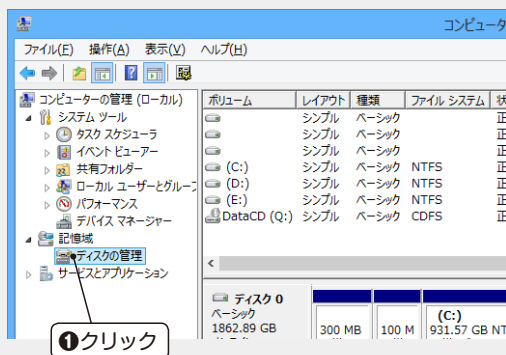 コンピュータ
ファイル(F) 操作(A) 表示(V) ヘルプ(H)
コンピューターの管理 (ローカル)
システム ツール
タスク スケジューラ
イベント ビューアー
共有フォルダー
ローカル ユーザーとグルー
パフォーマンス
デバイス マネージャー
記憶域
ディスクの管理
サービスとアプリケーション
ボリューム レイアウト 種類 ファイル システム 状
シンプル ベーシック 正
シンプル ベーシック 正
シンプル ベーシック 正
(C:) シンプル ベーシック NTFS 正
(D:) シンプル ベーシック NTFS 正
(E:) シンプル ベーシック NTFS 正
DataCD (Q:) シンプル ベーシック CDFS 正
ディスク 0
ベーシック
1862.89 GB
300 MB
100 M
(C:)
931.57 GB NT
❶クリック